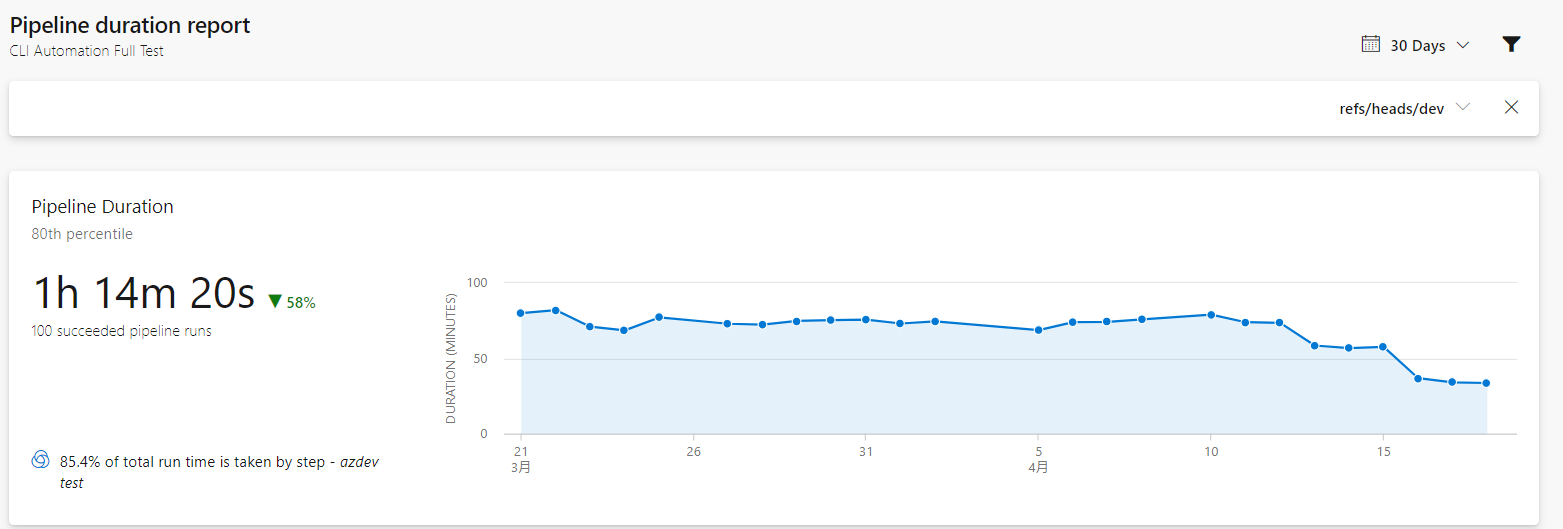 Pipeline duration report
CLI Automation Full Test
30 Days
refs/heads/dev
Pipeline Duration
80th percentile
1h 14m 20s ▼ 58%
100 succeeded pipeline runs
85.4% of total run time is taken by step - azdev
test
DURATION (MINUTES)
100
50
0
21 26 31 5 10 15
3月 4月